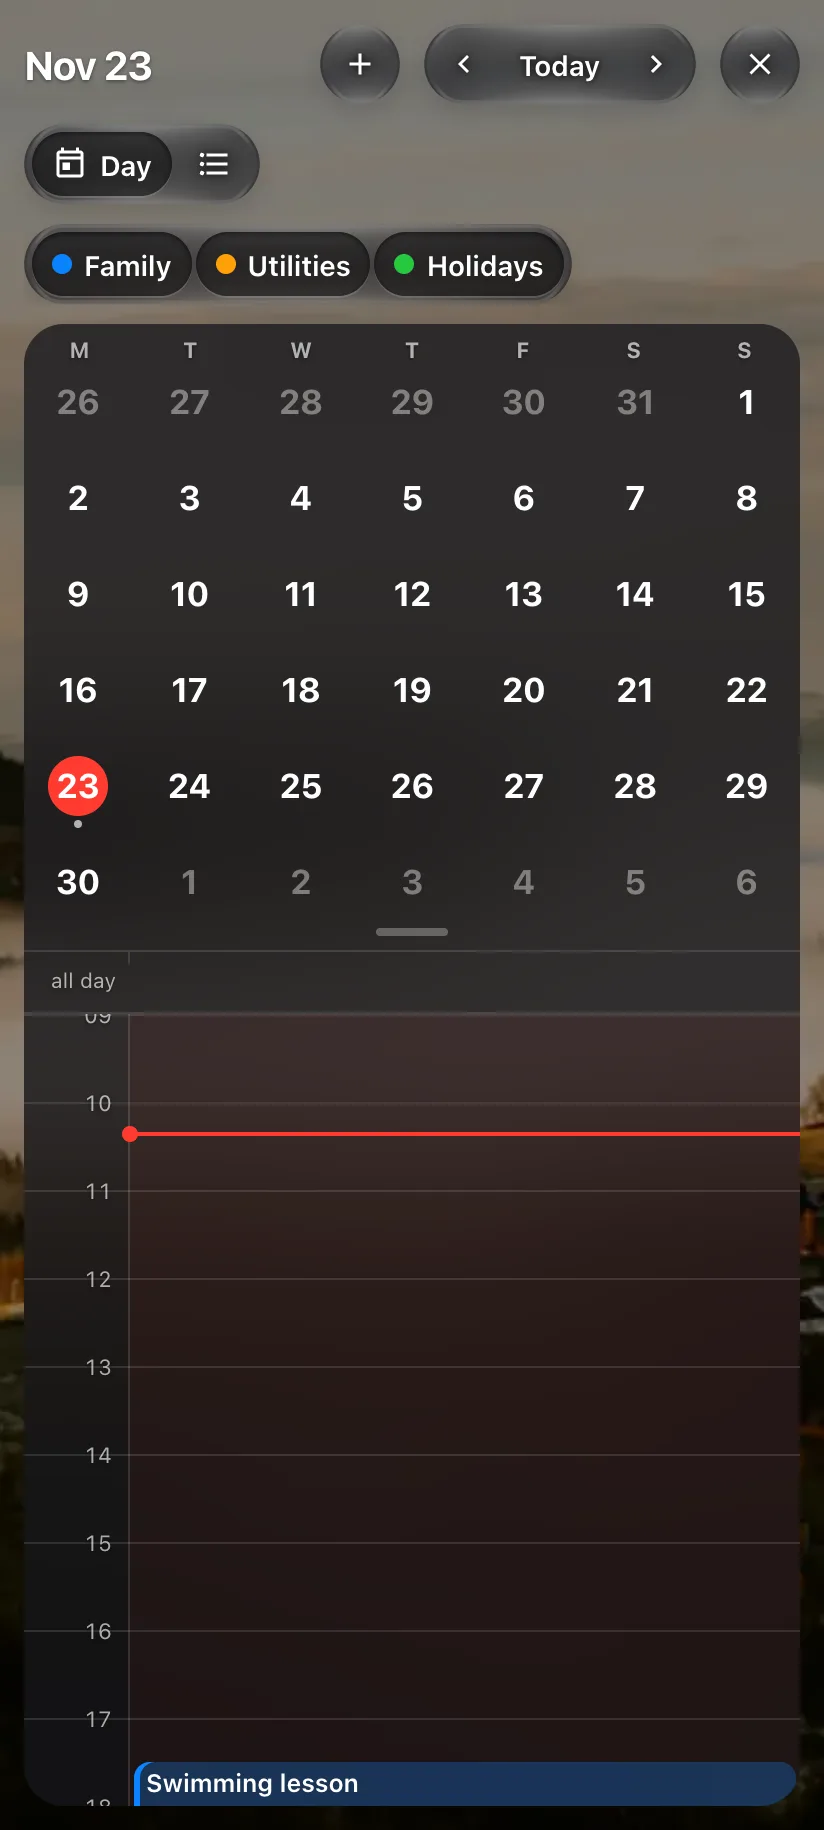 Nov 23
Today
Day
Family Utilities Holidays
M T W T F S S
26 27 28 29 30 31 1
2 3 4 5 6 7 8
9 10 11 12 13 14 15
16 17 18 19 20 21 22
23 24 25 26 27 28 29
30 1 2 3 4 5 6
all day
09
10
11
12
13
14
15
16
17
Swimming lesson
18